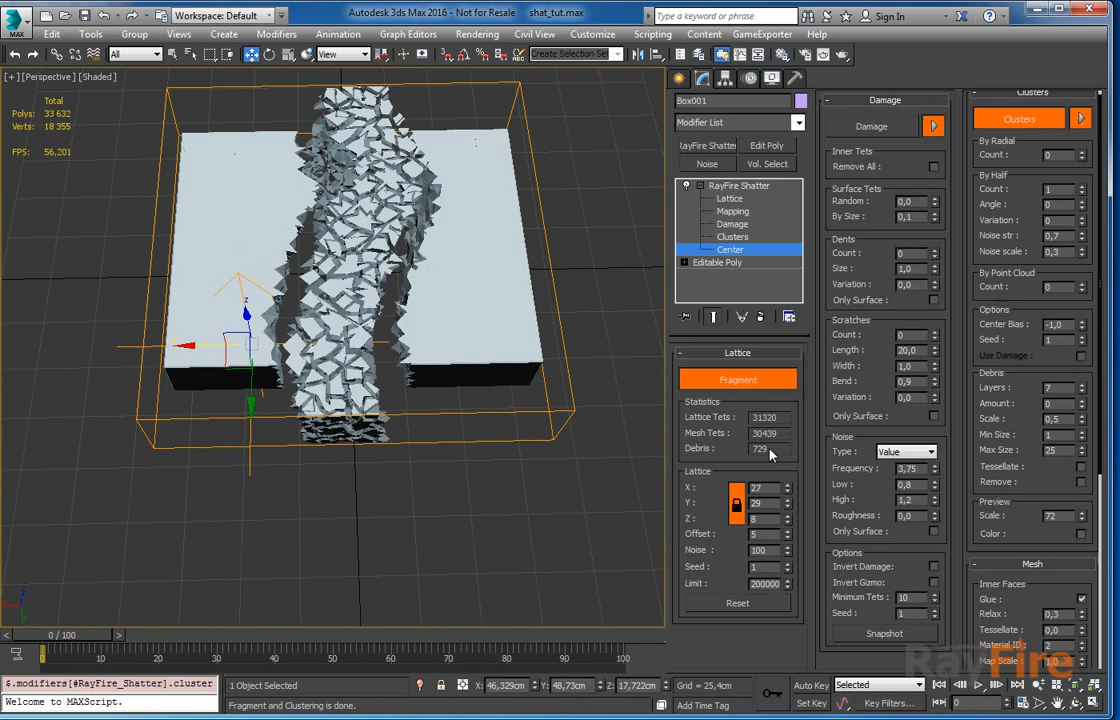 Workspace: Default
Autodesk 3ds Max 2016 - Not for Resale shat_tut.max
Type a keyword or phrase
Sign In
MAX
Edit Tools Group Views Create Modifiers Animation Graph Editors Rendering Civil View Customize Scripting Content GameExporter Help
All
View
Create Selection Set
[+] [Perspective] [Shaded]
Total
Polys: 33 632
Verts: 18 355
FPS: 56,201
z
Box001
Modifier List
RayFire Shatter
Edit Poly
Noise
Vol. Select
RayFire Shatter
Lattice
Mapping
Damage
Clusters
Center
Editable Poly
Lattice
Fragment
Statistics
Lattice Tets : 31320
Mesh Tets : 30439
Debris : 729
Lattice
X : 27
Y : 29
Z : 8
Offset : 5
Noise : 100
Seed : 1
Limit : 200000
Reset
Damage
Damage
Inner Tets
Remove All :
Surface Tets
Random : 0,0
By Size : 0,1
Dents
Count : 0
Size : 1,0
Variation : 0,0
Only Surface :
Scratches
Count : 0
Length : 20,0
Width : 1,0
Bend : 0,9
Variation : 0,0
Only Surface :
Noise
Type : Value
Frequency : 3,75
Low : 0,8
High : 1,2
Roughness : 0,0
Only Surface :
Options
Invert Damage:
Invert Gizmo:
Minimum Tets : 10
Seed : 1
Snapshot
Clusters
Clusters
By Radial
Count : 0
By Half
Count : 1
Angle : 0
Variation : 0
Noise str : 0,7
Noise scale : 0,3
By Point Cloud
Count : 0
Options
Center Bias : -1,0
Seed : 1
Use Damage :
Debris
Layers : 7
Amount : 0
Scale : 0,5
Min Size : 1
Max Size : 25
Tessellate :
Remove :
Preview
Scale : 72
Color :
Mesh
Inner Faces
Glue :
Relax : 0,3
Tessellate : 0,0
Material ID : 2
Map Scale : 1,0
RayFire
z
0 / 100
0 10 20 30 40 50 60 70 80 90 100
$.modifiers[#RayFire_Shatter].cluster
Welcome to MAXScript.
1 Object Selected
Fragment and Clustering is done.
X: 46,329cm Y: 48,73cm Z: 17,722cm
Grid = 25,4cm
Add Time Tag
Auto Key
Set Key
Selected
Key Filters...
0